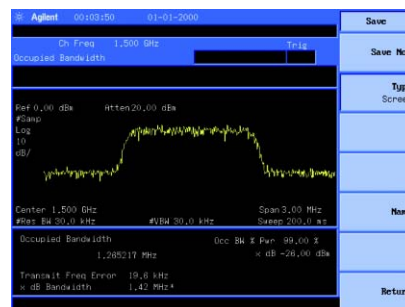 Agilent 00:03:50 01-01-2000
Save
Ch Freq 1.500 GHz Trig
Occupied Bandwidth
Save No
Typ
Scree
Ref 0.00 dBm Atten 20.00 dBm
#Samp
Log
10
dB/
Center 1.500 GHz Span 3.00 MHz
#Res BW 30.0 kHz #VBW 30.0 kHz Sweep 200.0 ms
Nam
Occupied Bandwidth Occ BW % Pwr 99.00 %
1.265217 MHz x dB -26.00 dBm
Transmit Freq Error 19.6 kHz
x dB Bandwidth 1.42 MHz*
Retur